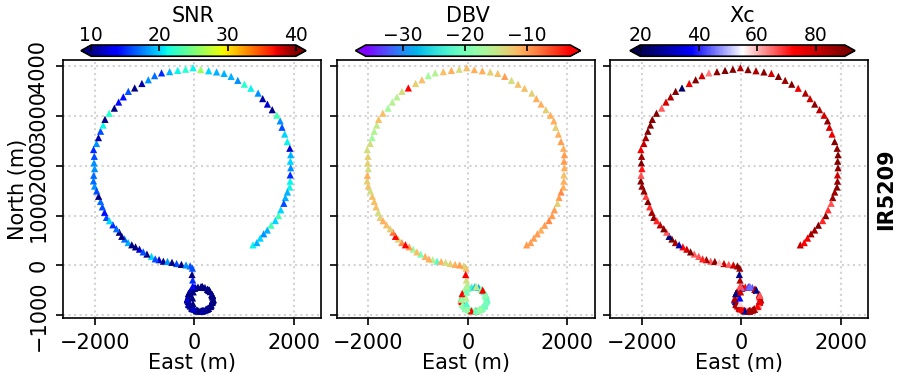 SNR
10 20 30 40
DBV
−30 −20 −10
Xc
20 40 60 80
North (m)
4000
3000
2000
1000
0
−1000
−2000 0 2000
East (m)
−2000 0 2000
East (m)
−2000 0 2000
East (m)
IR5209